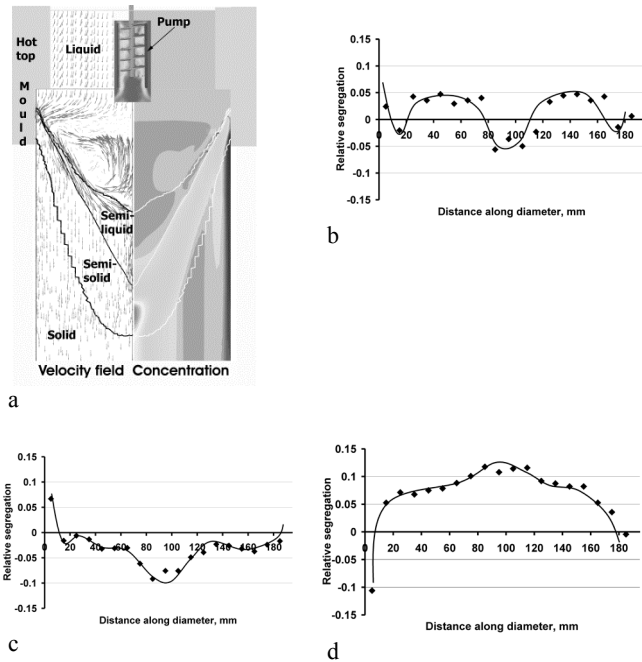 Pump
Hot
top
Liquid
Mould
Semi-
liquid
Semi-
solid
Solid
Velocity field Concentration
a
0.15
0.1
0.05
0
-0.05
-0.1
-0.15
0 20 40 60 80 100 120 140 160 180
Relative segregation
Distance along diameter, mm
b
0.15
0.1
0.05
0
-0.05
-0.1
-0.15
0 20 40 60 80 100 120 140 160 180
Relative segregation
Distance along diameter, mm
c
0.15
0.1
0.05
0
-0.05
-0.1
-0.15
0 20 40 60 80 100 120 140 160 180
Relative segregation
Distance along diameter, mm
d